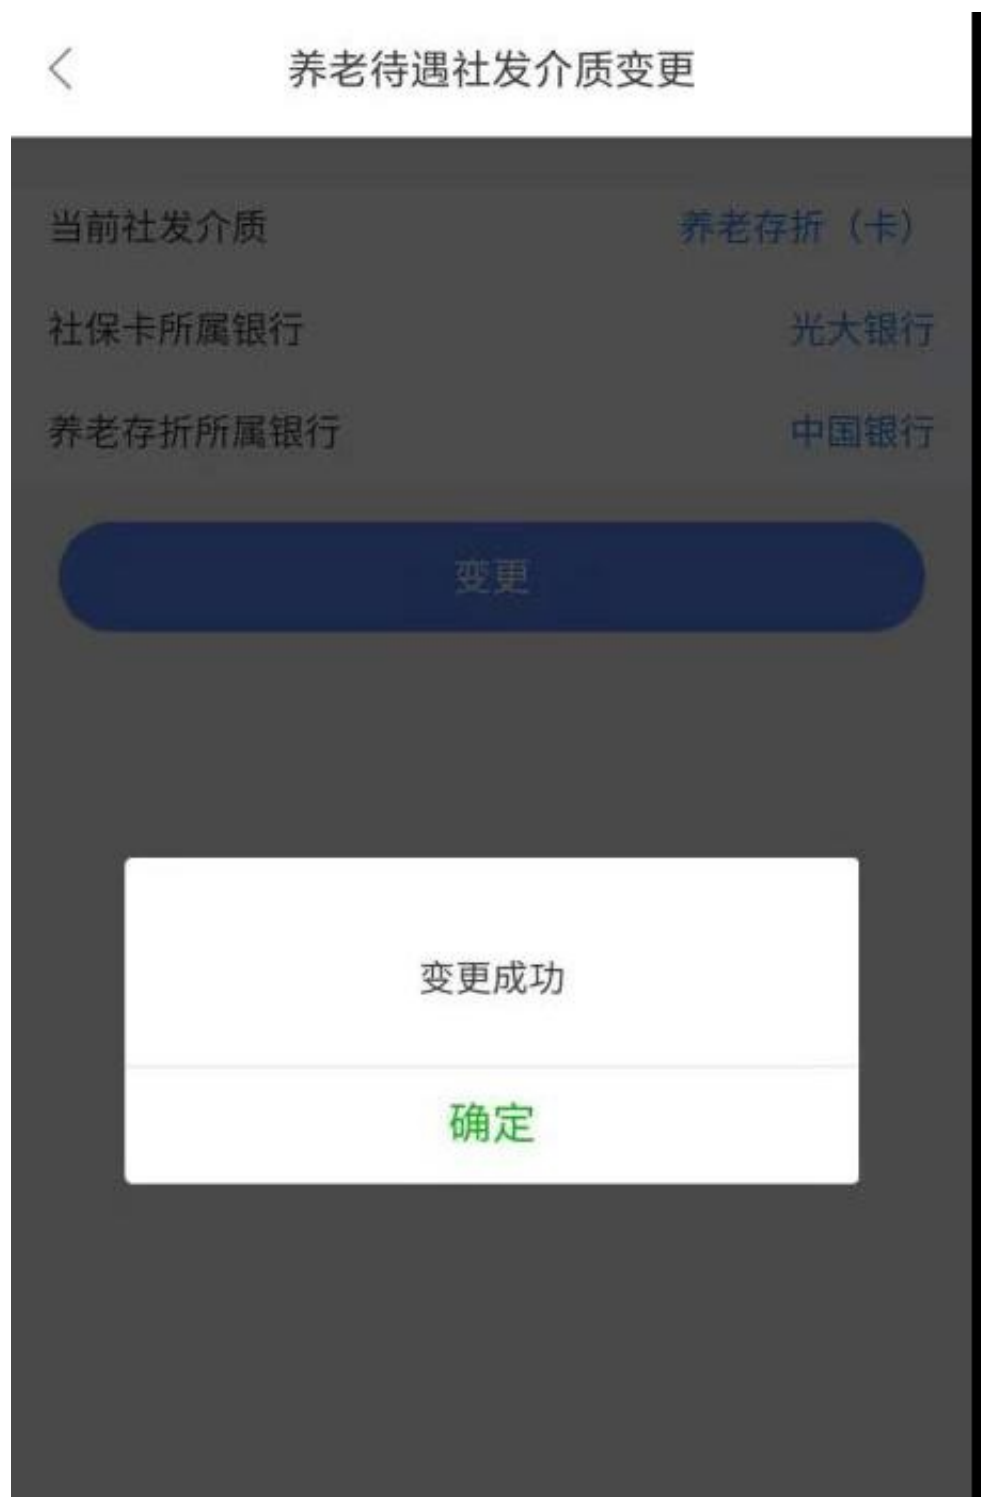 养老待遇社发介质变更
当前社发介质 养老存折（卡）
社保卡所属银行 光大银行
养老存折所属银行 中国银行
变更
变更成功
确定